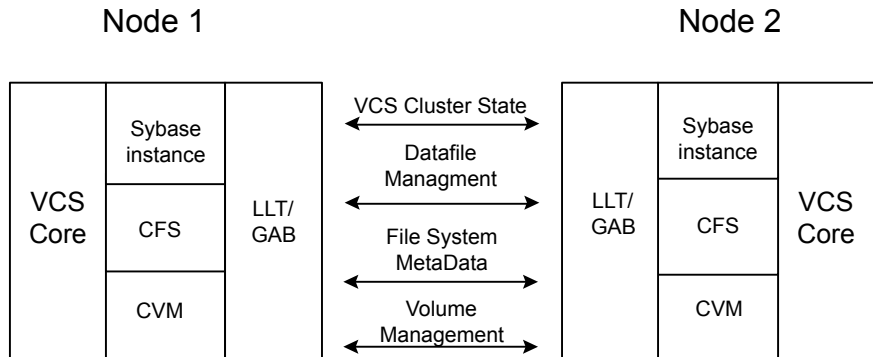 Node 1
Node 2
VCS
Core
Sybase
instance
CFS
CVM
LLT/
GAB
VCS Cluster State
Datafile
Managment
File System
MetaData
Volume
Management
LLT/
GAB
Sybase
instance
CFS
CVM
VCS
Core